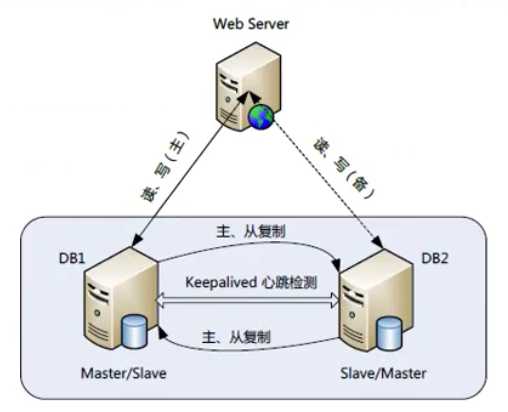 Web Server
读、写(主)
读、写(备)
主、从复制
DB1
DB2
Keepalived 心跳检测
主、从复制
Master/Slave
Slave/Master